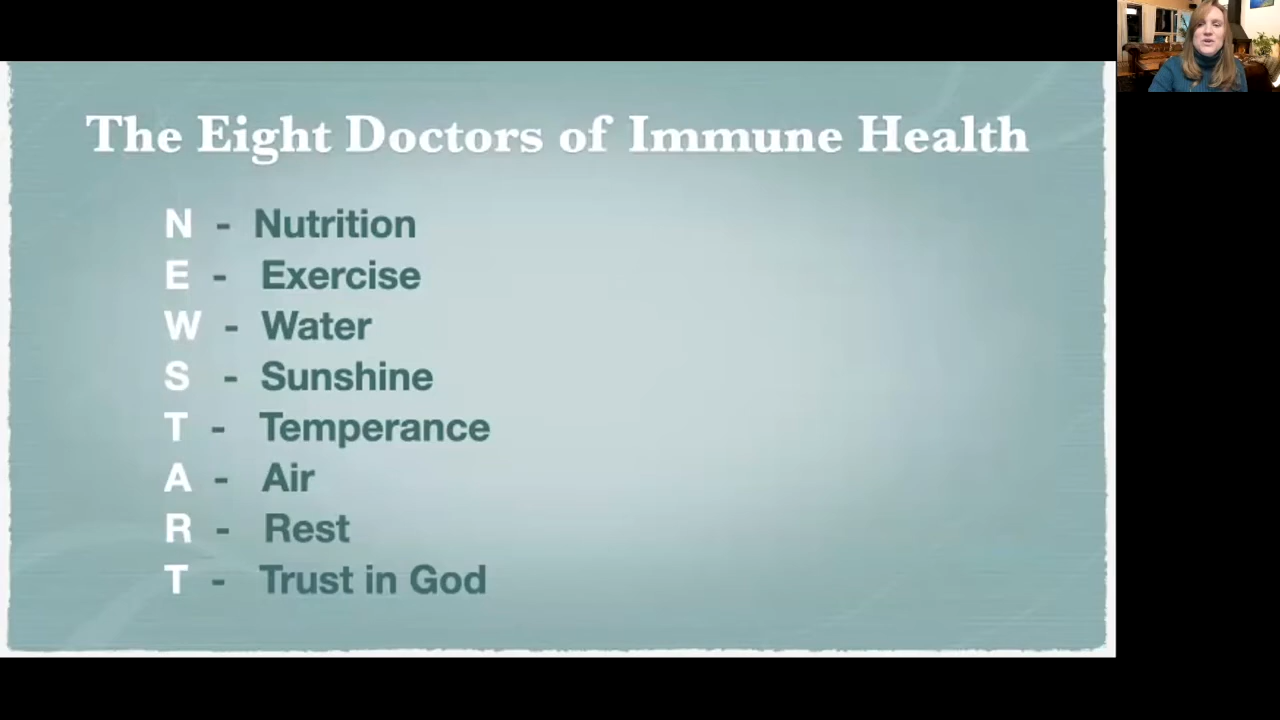 The Eight Doctors of Immune Health
N - Nutrition
E - Exercise
W - Water
S - Sunshine
T - Temperance
A - Air
R - Rest
T - Trust in God